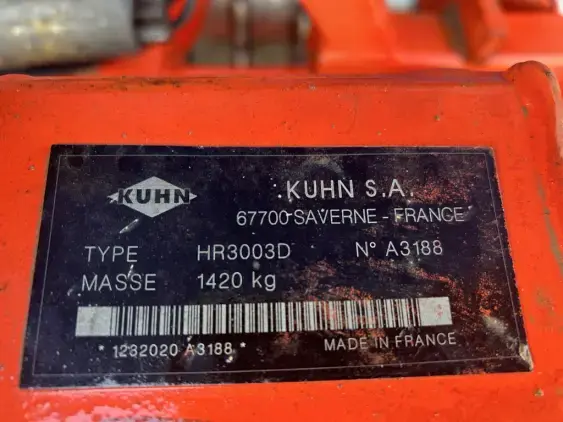 KUHN
KUHN S.A.
67700 SAVERNE - FRANCE
TYPE HR3003D N° A3188
MASSE 1420 kg
* 1232020 A3188 * MADE IN FRANCE